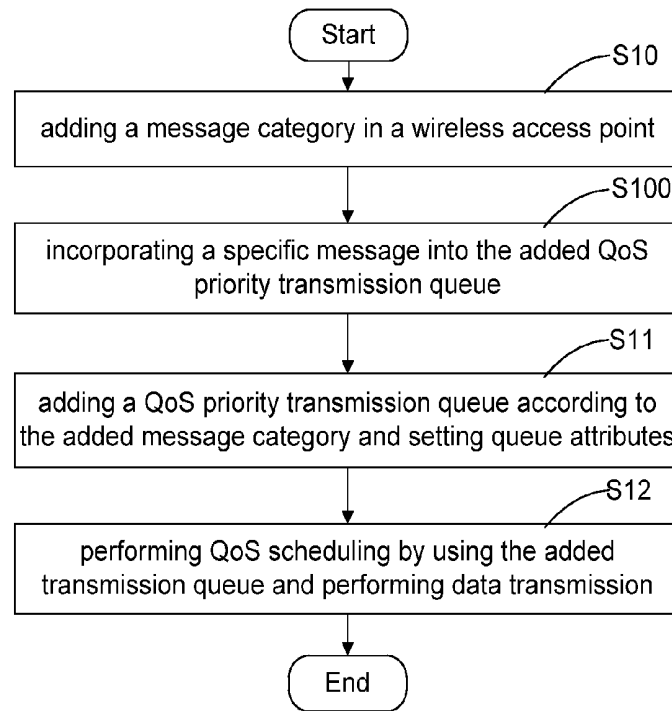 Start
S10
adding a message category in a wireless access point
S100
incorporating a specific message into the added QoS
priority transmission queue
S11
adding a QoS priority transmission queue according to
the added message category and setting queue attributes
S12
performing QoS scheduling by using the added
transmission queue and performing data transmission
End